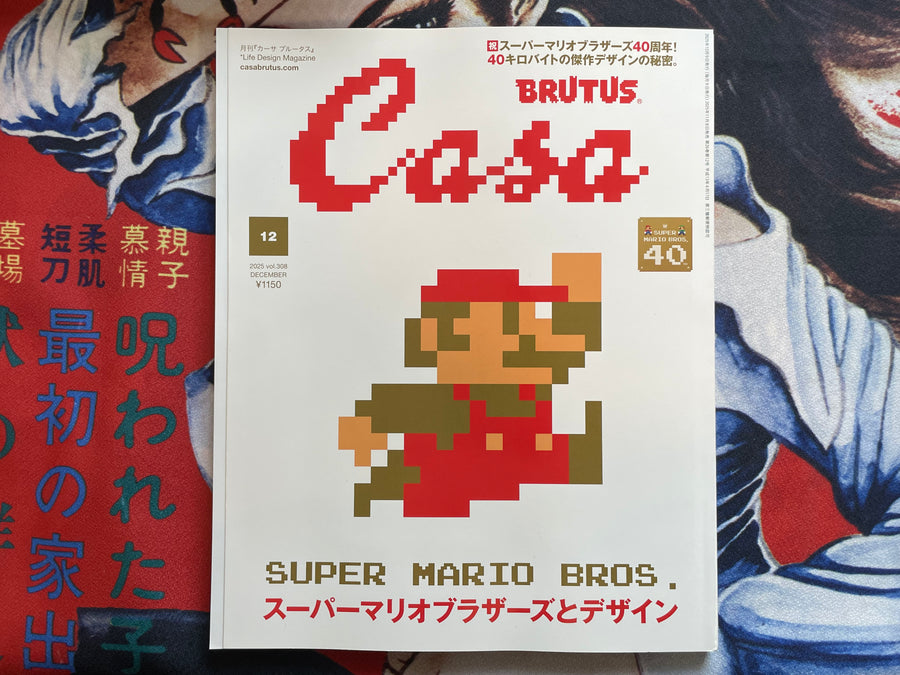 月刊『カーサ ブルータス』
"Life Design Magazine
casabrutus.com
祝 スーパーマリオブラザーズ40周年!
40キロバイトの傑作デザインの秘密。
BRUTUS®
Casa
12
2025 vol.308
DECEMBER
¥1150
SUPER
MARIO BROS.
40
SUPER MARIO BROS.
スーパーマリオブラザーズとデザイン
親子
慕情
柔肌
短刀
墓場
呪われた子
最初の家出